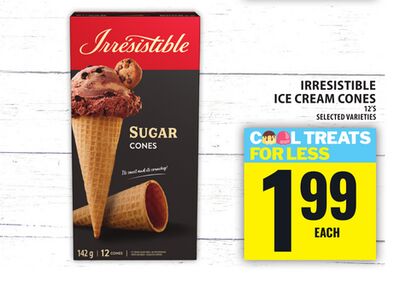 Irresistible
SUGAR
CONES
142 g | 12 CONES
IRRESISTIBLE
ICE CREAM CONES
12'S
SELECTED VARIETIES
COOL TREATS
FOR LESS
1 99
EACH